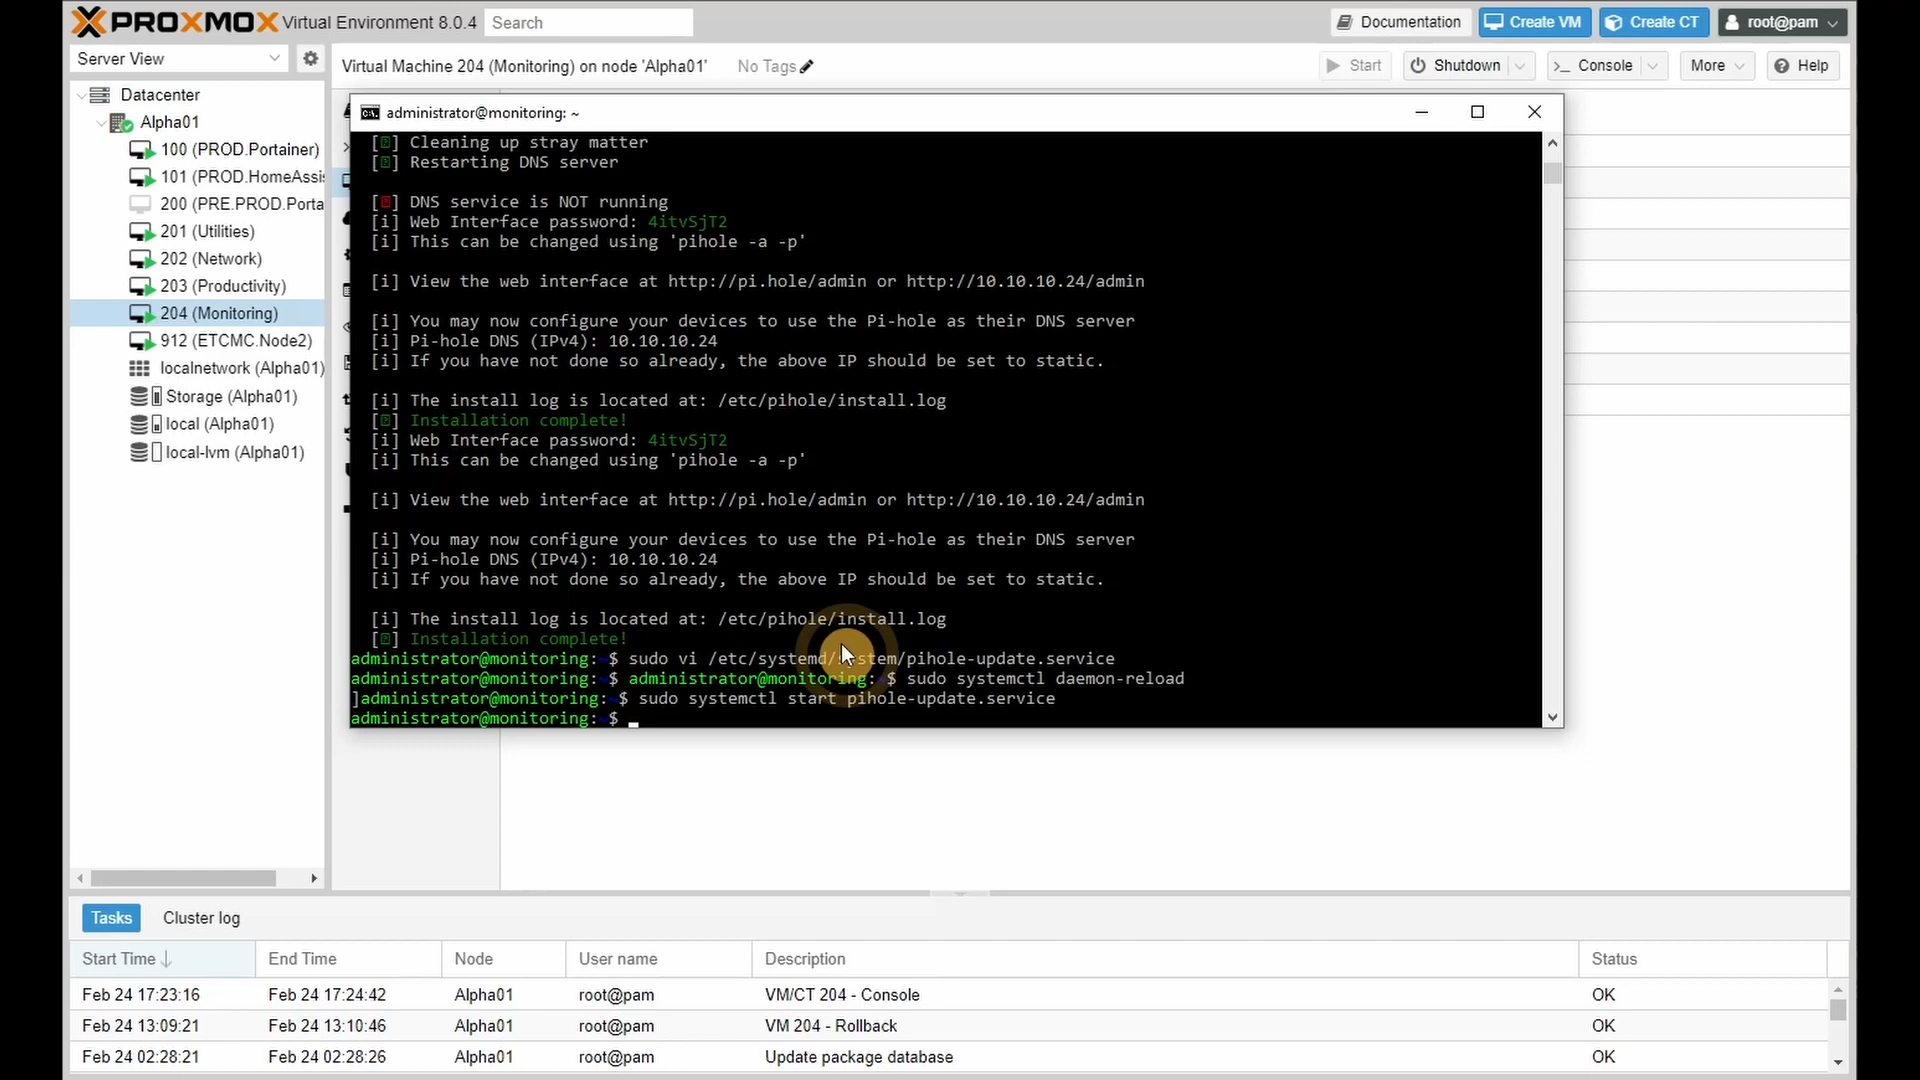 PROXMOX Virtual Environment 8.0.4 Search Documentation Create VM Create CT root@pam
Server View
Virtual Machine 204 (Monitoring) on node 'Alpha01' No Tags Start Shutdown Console More Help
Datacenter
Alpha01
100 (PROD.Portainer)
101 (PROD.HomeAssis
200 (PRE.PROD.Porta
201 (Utilities)
202 (Network)
203 (Productivity)
204 (Monitoring)
912 (ETCMC.Node2)
localnetwork (Alpha01)
Storage (Alpha01)
local (Alpha01)
local-lvm (Alpha01)
administrator@monitoring: ~
[?] Cleaning up stray matter
[?] Restarting DNS server
[?] DNS service is NOT running
[i] Web Interface password: 4itvSjT2
[i] This can be changed using 'pihole -a -p'
[i] View the web interface at http://pi.hole/admin or http://10.10.10.24/admin
[i] You may now configure your devices to use the Pi-hole as their DNS server
[i] Pi-hole DNS (IPv4): 10.10.10.24
[i] If you have not done so already, the above IP should be set to static.
[i] The install log is located at: /etc/pihole/install.log
[?] Installation complete!
[i] Web Interface password: 4itvSjT2
[i] This can be changed using 'pihole -a -p'
[i] View the web interface at http://pi.hole/admin or http://10.10.10.24/admin
[i] You may now configure your devices to use the Pi-hole as their DNS server
[i] Pi-hole DNS (IPv4): 10.10.10.24
[i] If you have not done so already, the above IP should be set to static.
[i] The install log is located at: /etc/pihole/install.log
[?] Installation complete!
administrator@monitoring:~$ sudo vi /etc/systemd/system/pihole-update.service
administrator@monitoring:~$ administrator@monitoring:~$ sudo systemctl daemon-reload
]administrator@monitoring:~$ sudo systemctl start pihole-update.service
administrator@monitoring:~$
Tasks Cluster log
Start Time End Time Node User name Description Status
Feb 24 17:23:16 Feb 24 17:24:42 Alpha01 root@pam VM/CT 204 - Console OK
Feb 24 13:09:21 Feb 24 13:10:46 Alpha01 root@pam VM 204 - Rollback OK
Feb 24 02:28:21 Feb 24 02:28:26 Alpha01 root@pam Update package database OK